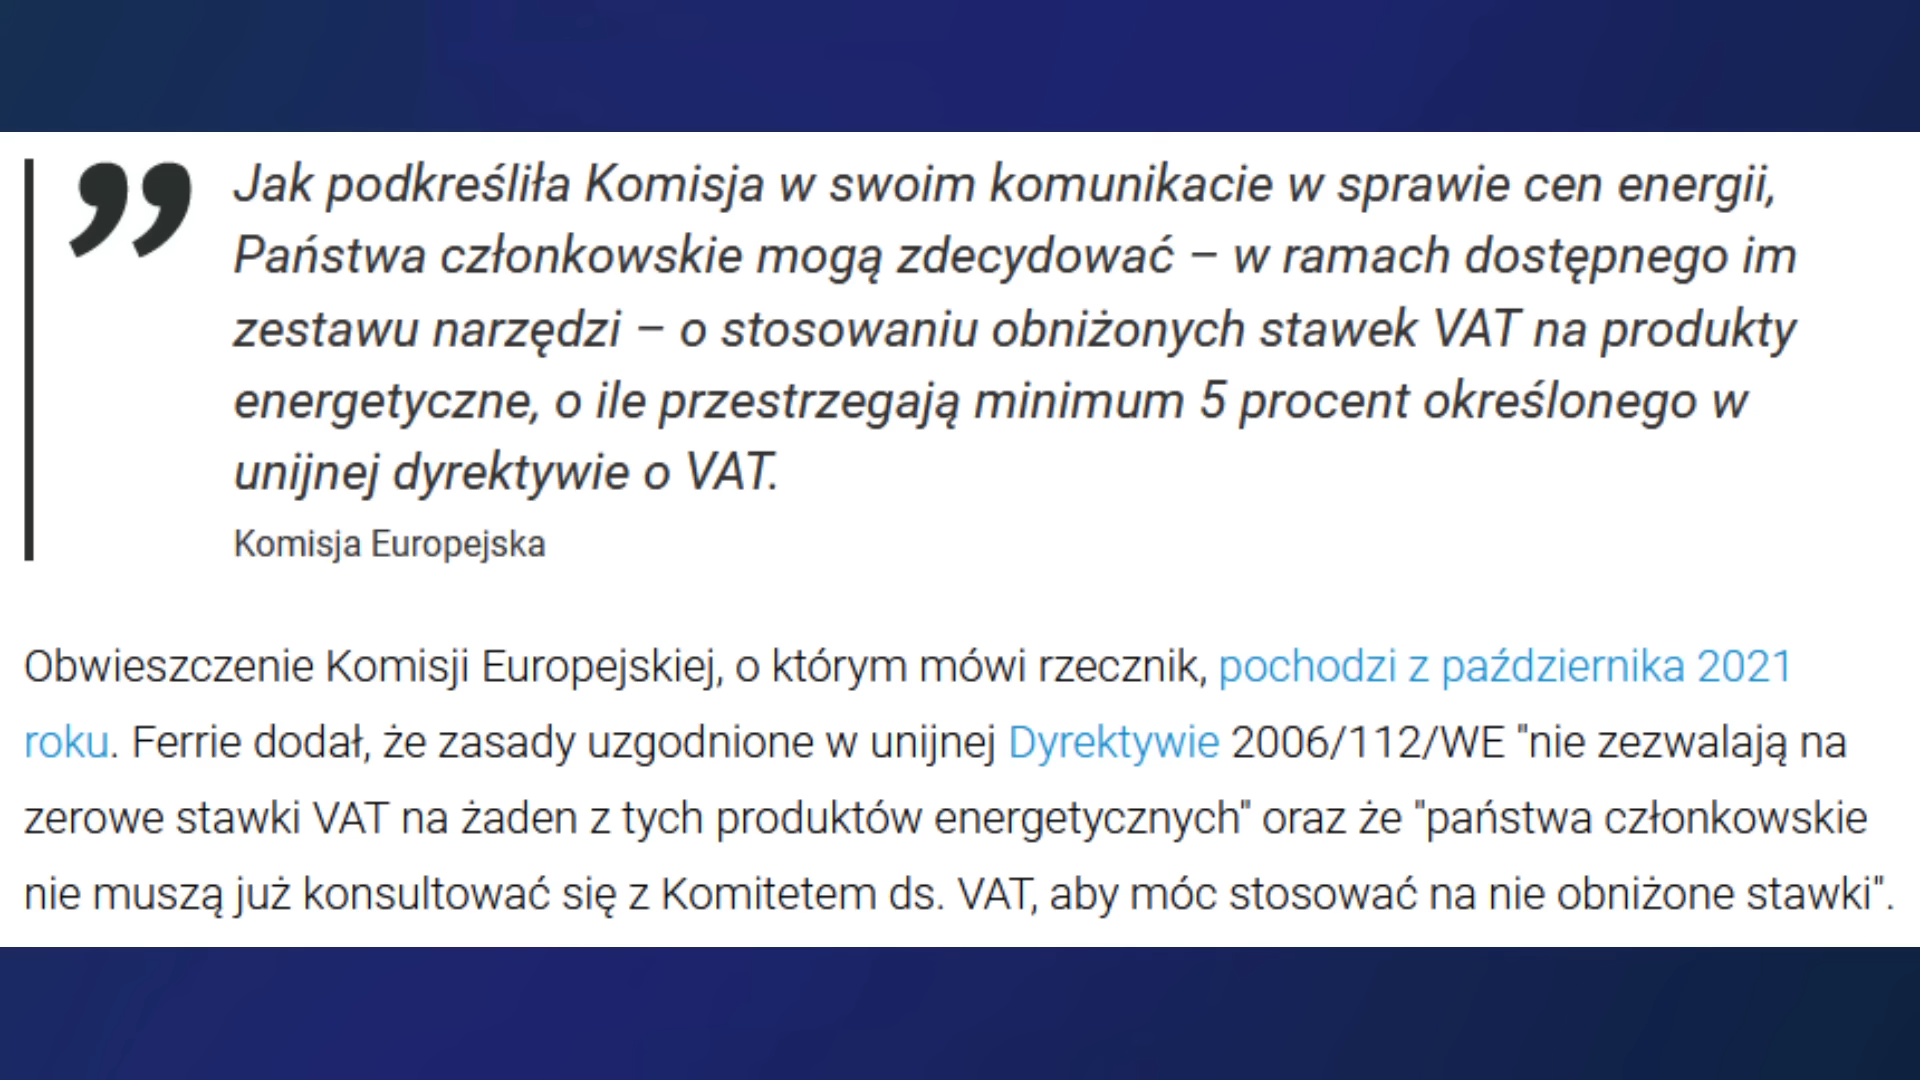 ” Jak podkreśliła Komisja w swoim komunikacie w sprawie cen energii,
Państwa członkowskie mogą zdecydować – w ramach dostępnego im
zestawu narzędzi – o stosowaniu obniżonych stawek VAT na produkty
energetyczne, o ile przestrzegają minimum 5 procent określonego w
unijnej dyrektywie o VAT.
Komisja Europejska
Obwieszczenie Komisji Europejskiej, o którym mówi rzecznik, pochodzi z października 2021
roku. Ferrie dodał, że zasady uzgodnione w unijnej Dyrektywie 2006/112/WE "nie zezwalają na
zerowe stawki VAT na żaden z tych produktów energetycznych" oraz że "państwa członkowskie
nie muszą już konsultować się z Komitetem ds. VAT, aby móc stosować na nie obniżone stawki".